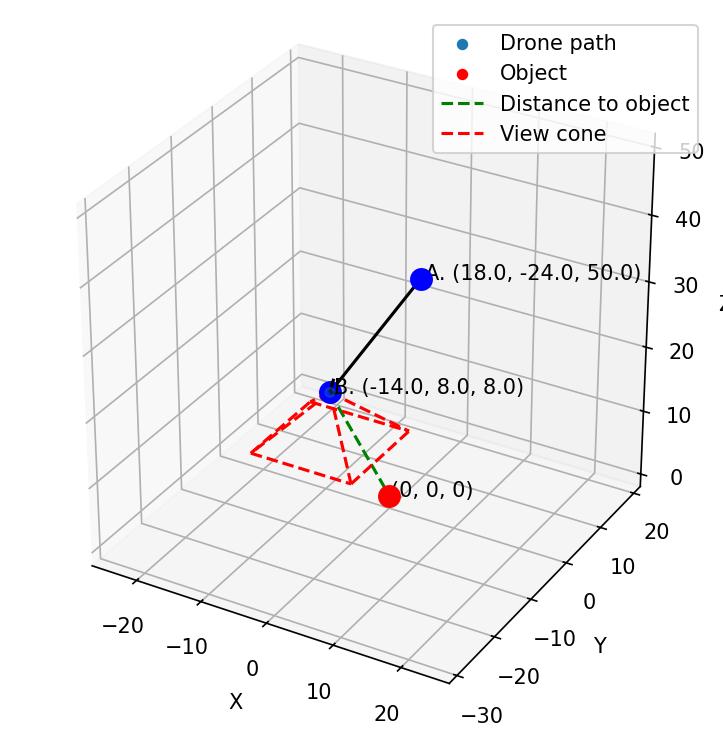 Drone path
Object
Distance to object
View cone
50
40
30
20
10
0
A. (18.0, -24.0, 50.0)
B. (-14.0, 8.0, 8.0)
(0, 0, 0)
20
10
0
−10
−20
−30
Y
−20
−10
0
10
20
X